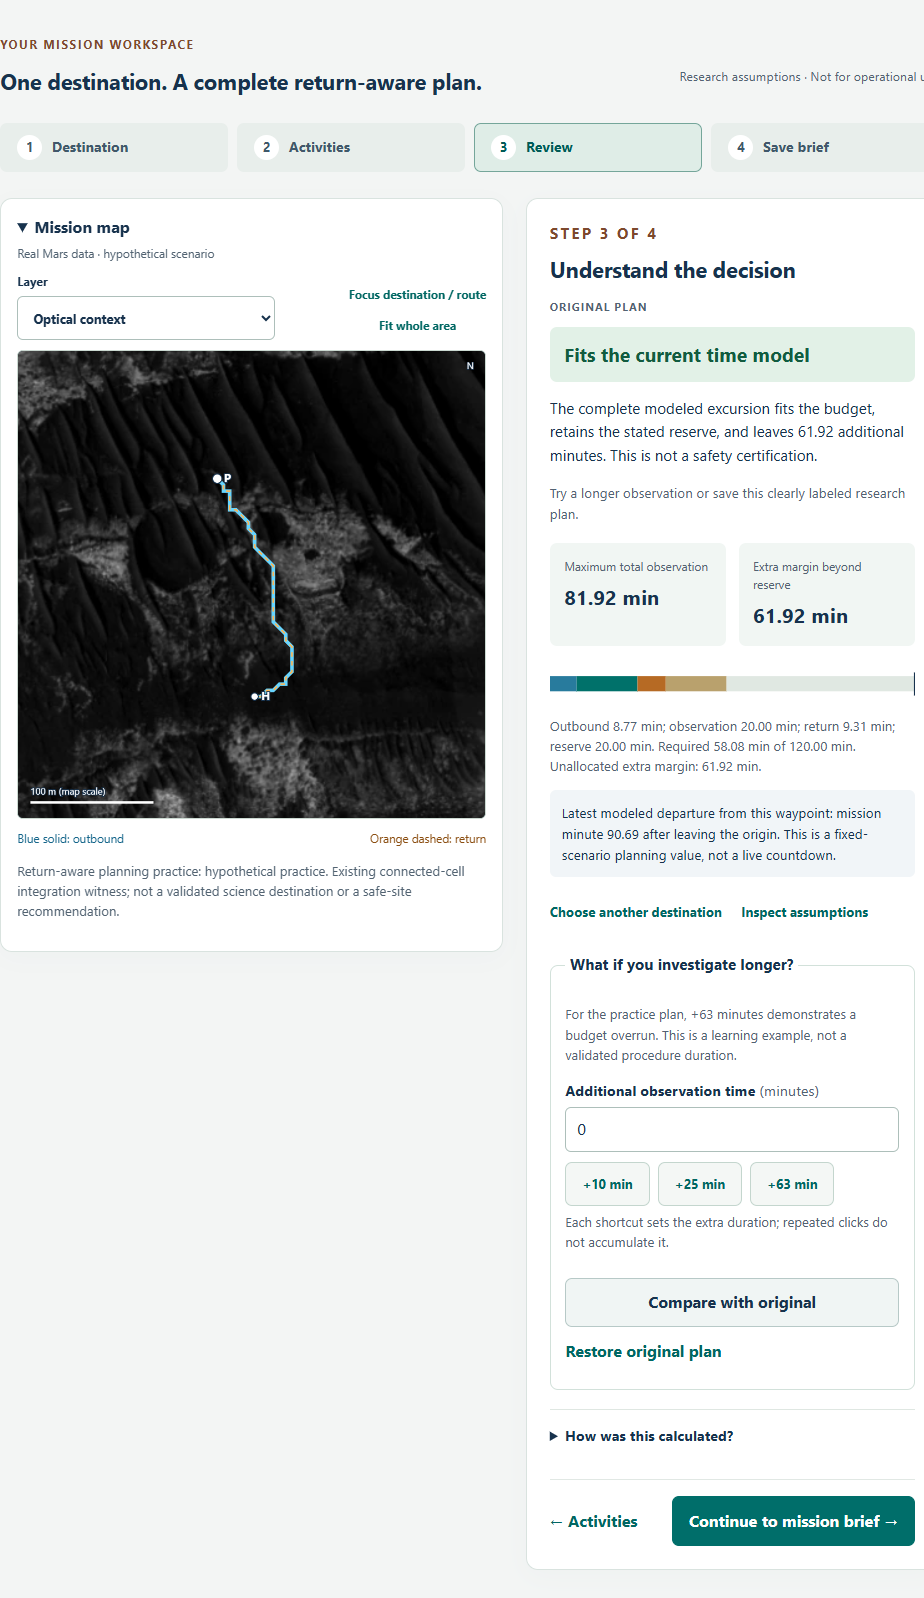 YOUR MISSION WORKSPACE
One destination. A complete return-aware plan.
Research assumptions · Not for operational
1 Destination
2 Activities
3 Review
4 Save brief
▼ Mission map
Real Mars data · hypothetical scenario
Layer
Optical context
Focus destination / route
Fit whole area
N
P
H
100 m (map scale)
Blue solid: outbound
Orange dashed: return
Return-aware planning practice: hypothetical practice. Existing connected-cell
integration witness; not a validated science destination or a safe-site
recommendation.
STEP 3 OF 4
Understand the decision
ORIGINAL PLAN
Fits the current time model
The complete modeled excursion fits the budget,
retains the stated reserve, and leaves 61.92 additional
minutes. This is not a safety certification.
Try a longer observation or save this clearly labeled research
plan.
Maximum total observation
81.92 min
Extra margin beyond
reserve
61.92 min
Outbound 8.77 min; observation 20.00 min; return 9.31 min;
reserve 20.00 min. Required 58.08 min of 120.00 min.
Unallocated extra margin: 61.92 min.
Latest modeled departure from this waypoint: mission
minute 90.69 after leaving the origin. This is a fixed-
scenario planning value, not a live countdown.
Choose another destination
Inspect assumptions
What if you investigate longer?
For the practice plan, +63 minutes demonstrates a
budget overrun. This is a learning example, not a
validated procedure duration.
Additional observation time (minutes)
0
+10 min
+25 min
+63 min
Each shortcut sets the extra duration; repeated clicks do
not accumulate it.
Compare with original
Restore original plan
▶ How was this calculated?
← Activities
Continue to mission brief →